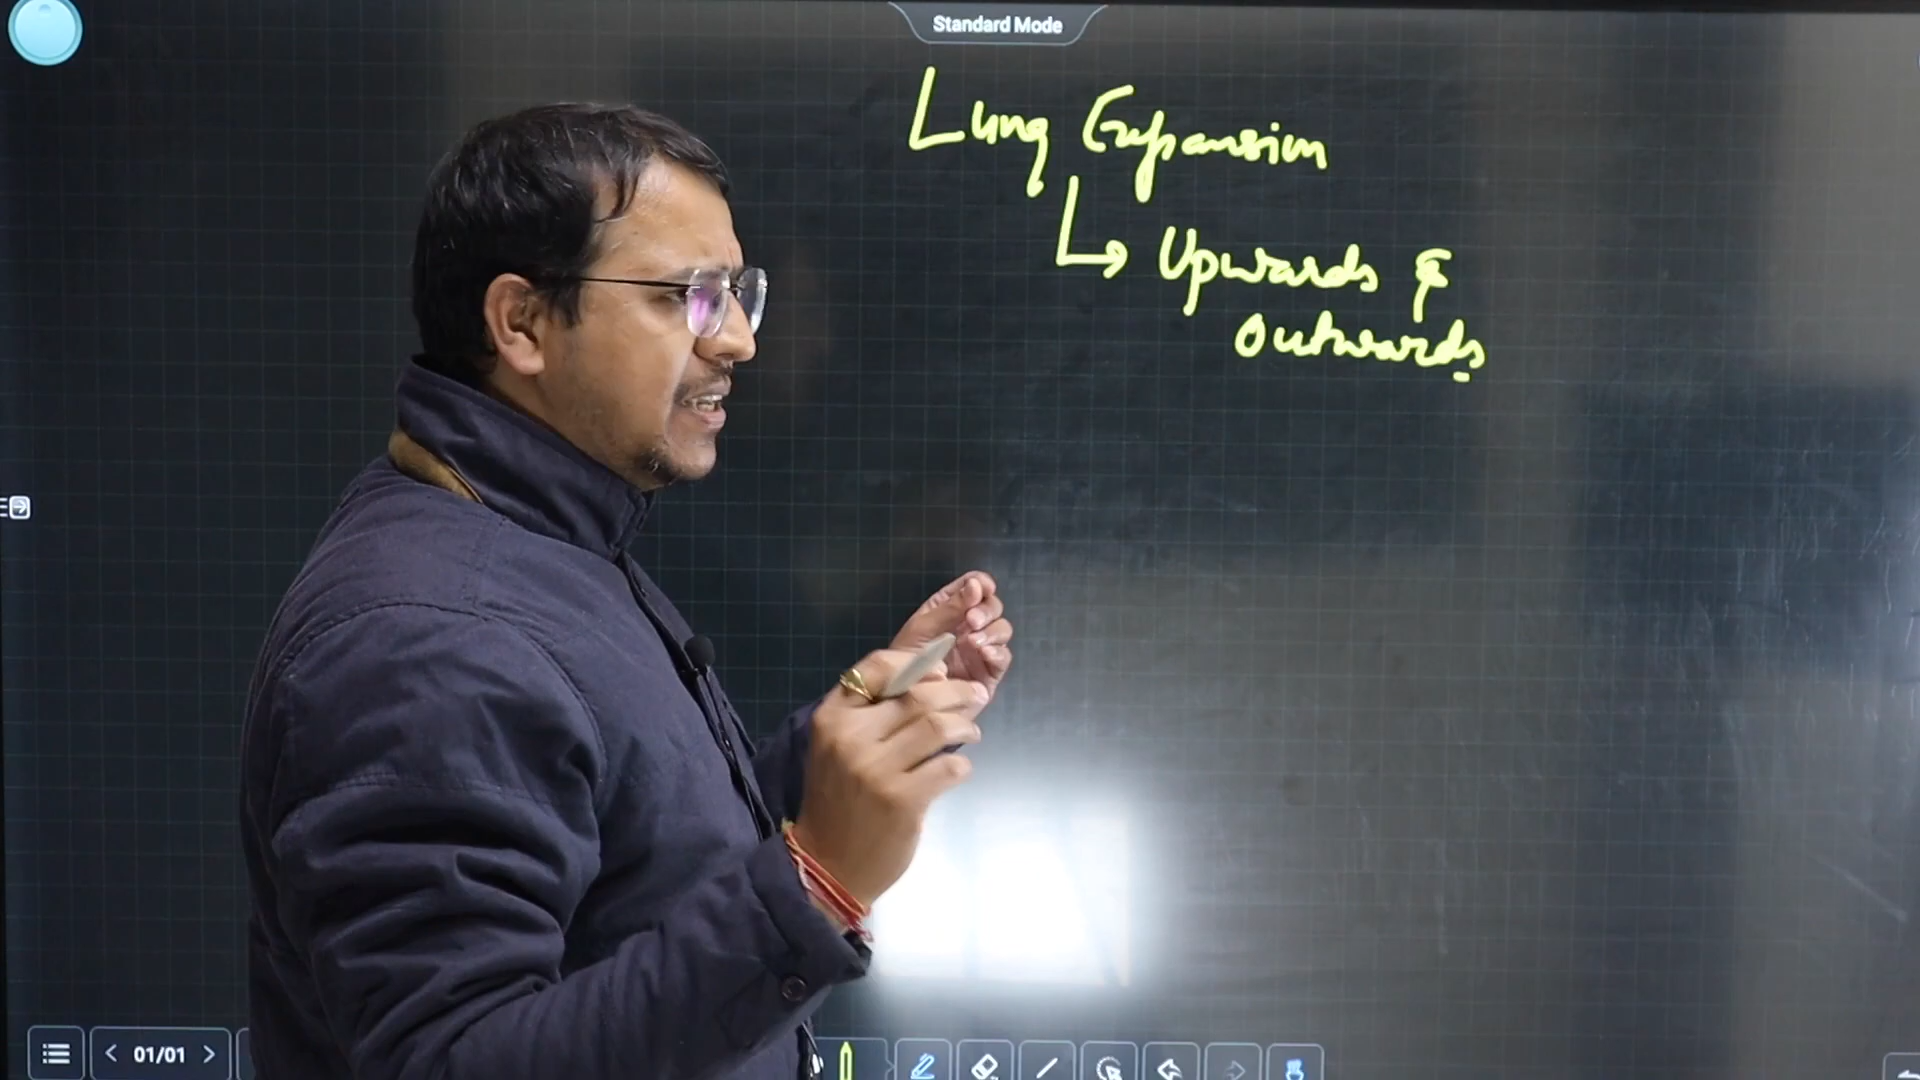 Standard Mode
Lung Expansion
Upwards &
outwards
01/01